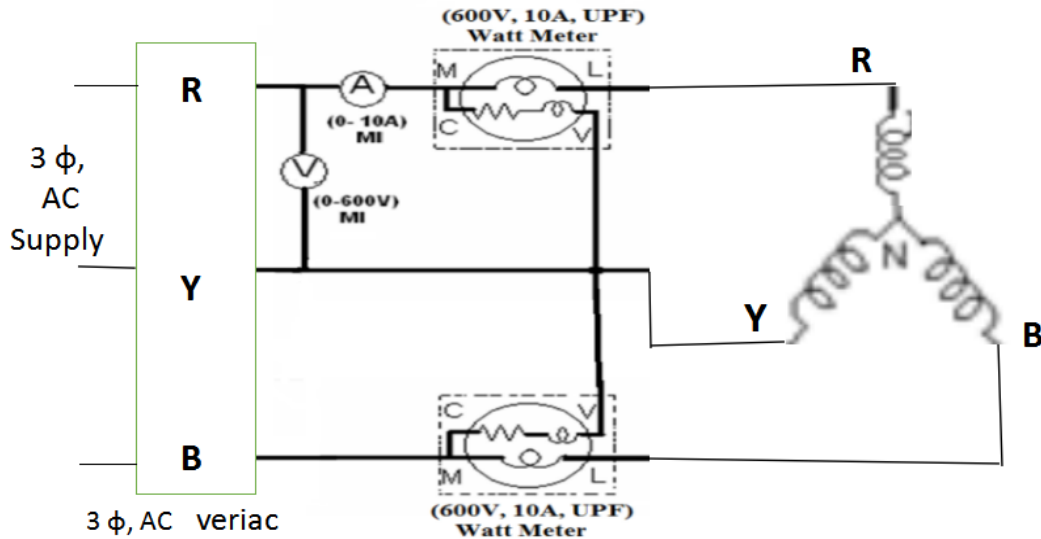 (600V, 10A, UPF)
Watt Meter
M
L
R
R
A
C
V
(0- 10A)
MI
3 ϕ,
AC
Supply
V
(0-600V)
MI
N
Y
Y
B
C
V
B
M
L
(600V, 10A, UPF)
Watt Meter
3 ϕ, AC veriac